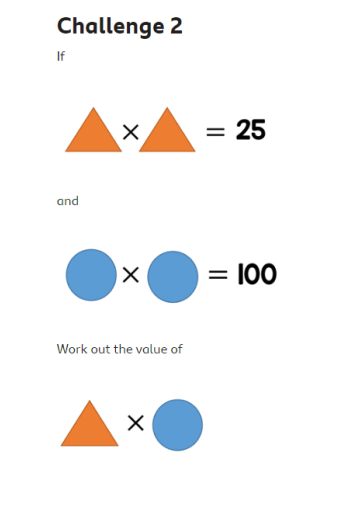 Challenge 2
If
× = 25
and
× = 100
Work out the value of
×